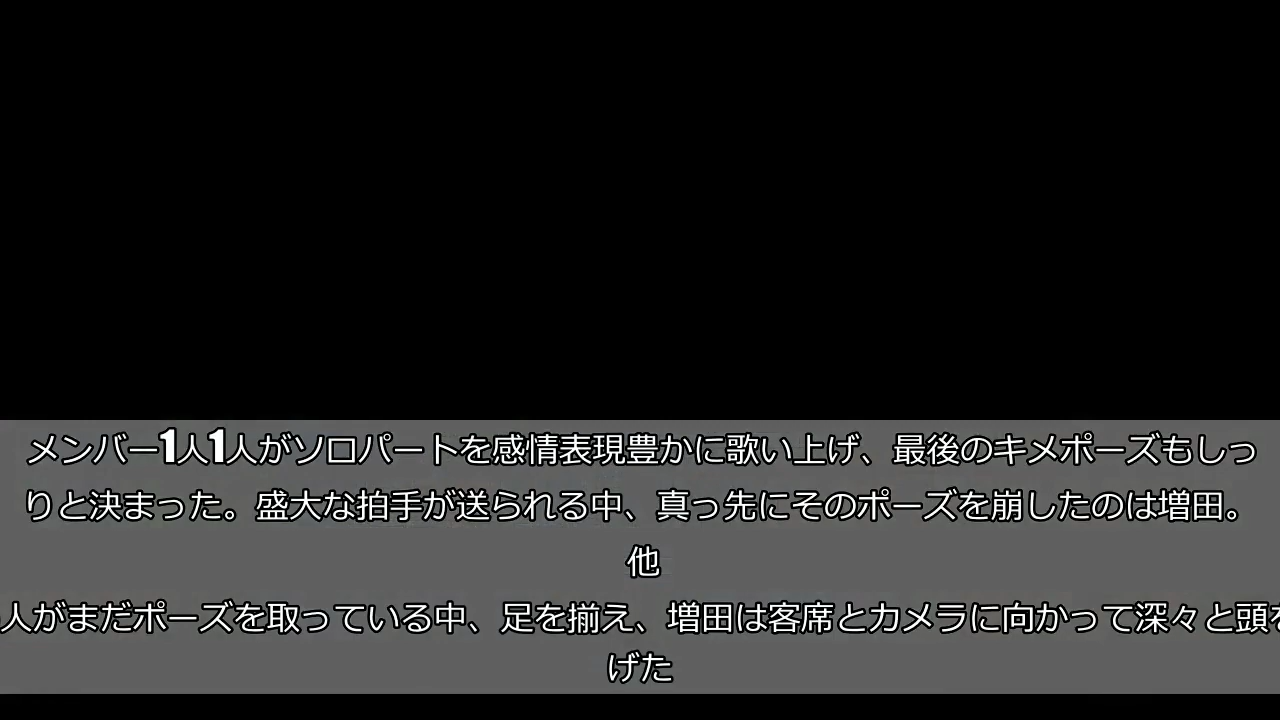 メンバー1人1人がソロパートを感情表現豊かに歌い上げ、最後のキメポーズもしっ
りと決まった。盛大な拍手が送られる中、真っ先にそのポーズを崩したのは増田。
他
人がまだポーズを取っている中、足を揃え、増田は客席とカメラに向かって深々と頭を
げた